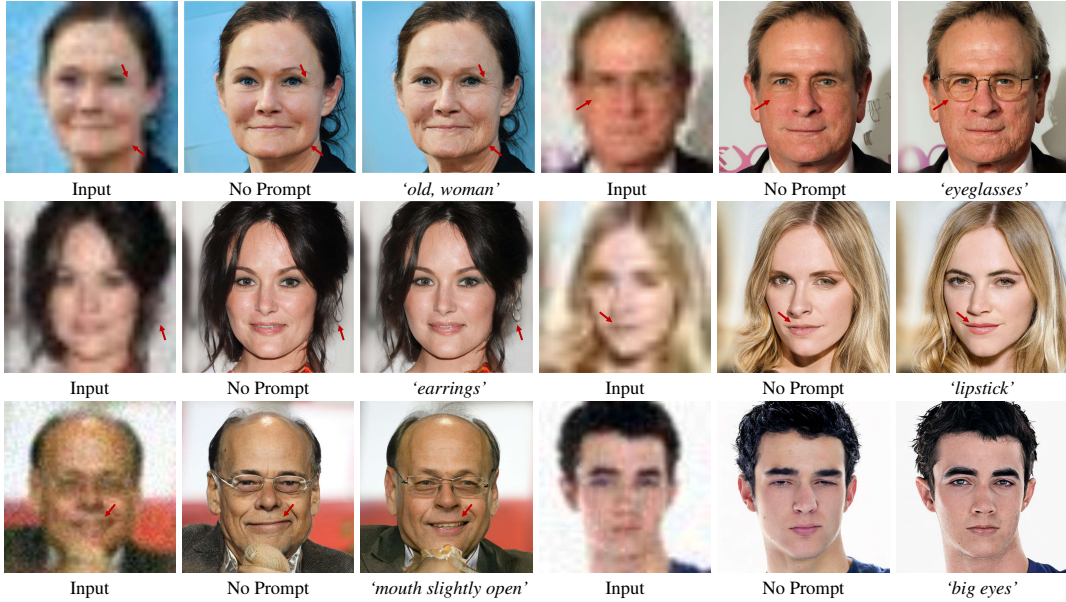 Input No Prompt ‘old, woman’ Input No Prompt ‘eyeglasses’
Input No Prompt ‘earrings’ Input No Prompt ‘lipstick’
Input No Prompt ‘mouth slightly open’ Input No Prompt ‘big eyes’